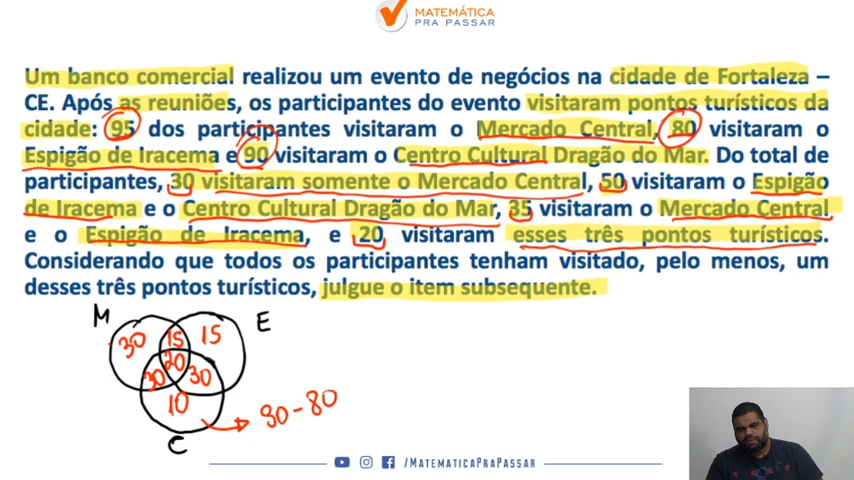 MATEMÁTICA
PRA PASSAR
Um banco comercial realizou um evento de negócios na cidade de Fortaleza –
CE. Após as reuniões, os participantes do evento visitaram pontos turísticos da
cidade: 95 dos participantes visitaram o Mercado Central, 80 visitaram o
Espigão de Iracema e 90 visitaram o Centro Cultural Dragão do Mar. Do total de
participantes, 30 visitaram somente o Mercado Central, 50 visitaram o Espigão
de Iracema e o Centro Cultural Dragão do Mar, 35 visitaram o Mercado Central
e o Espigão de Iracema, e 20 visitaram esses três pontos turísticos.
Considerando que todos os participantes tenham visitado, pelo menos, um
desses três pontos turísticos, julgue o item subsequente.
M
E
30 15 15
20
30 30
10
90-80
C
/MATEMATICAPRAPASSAR